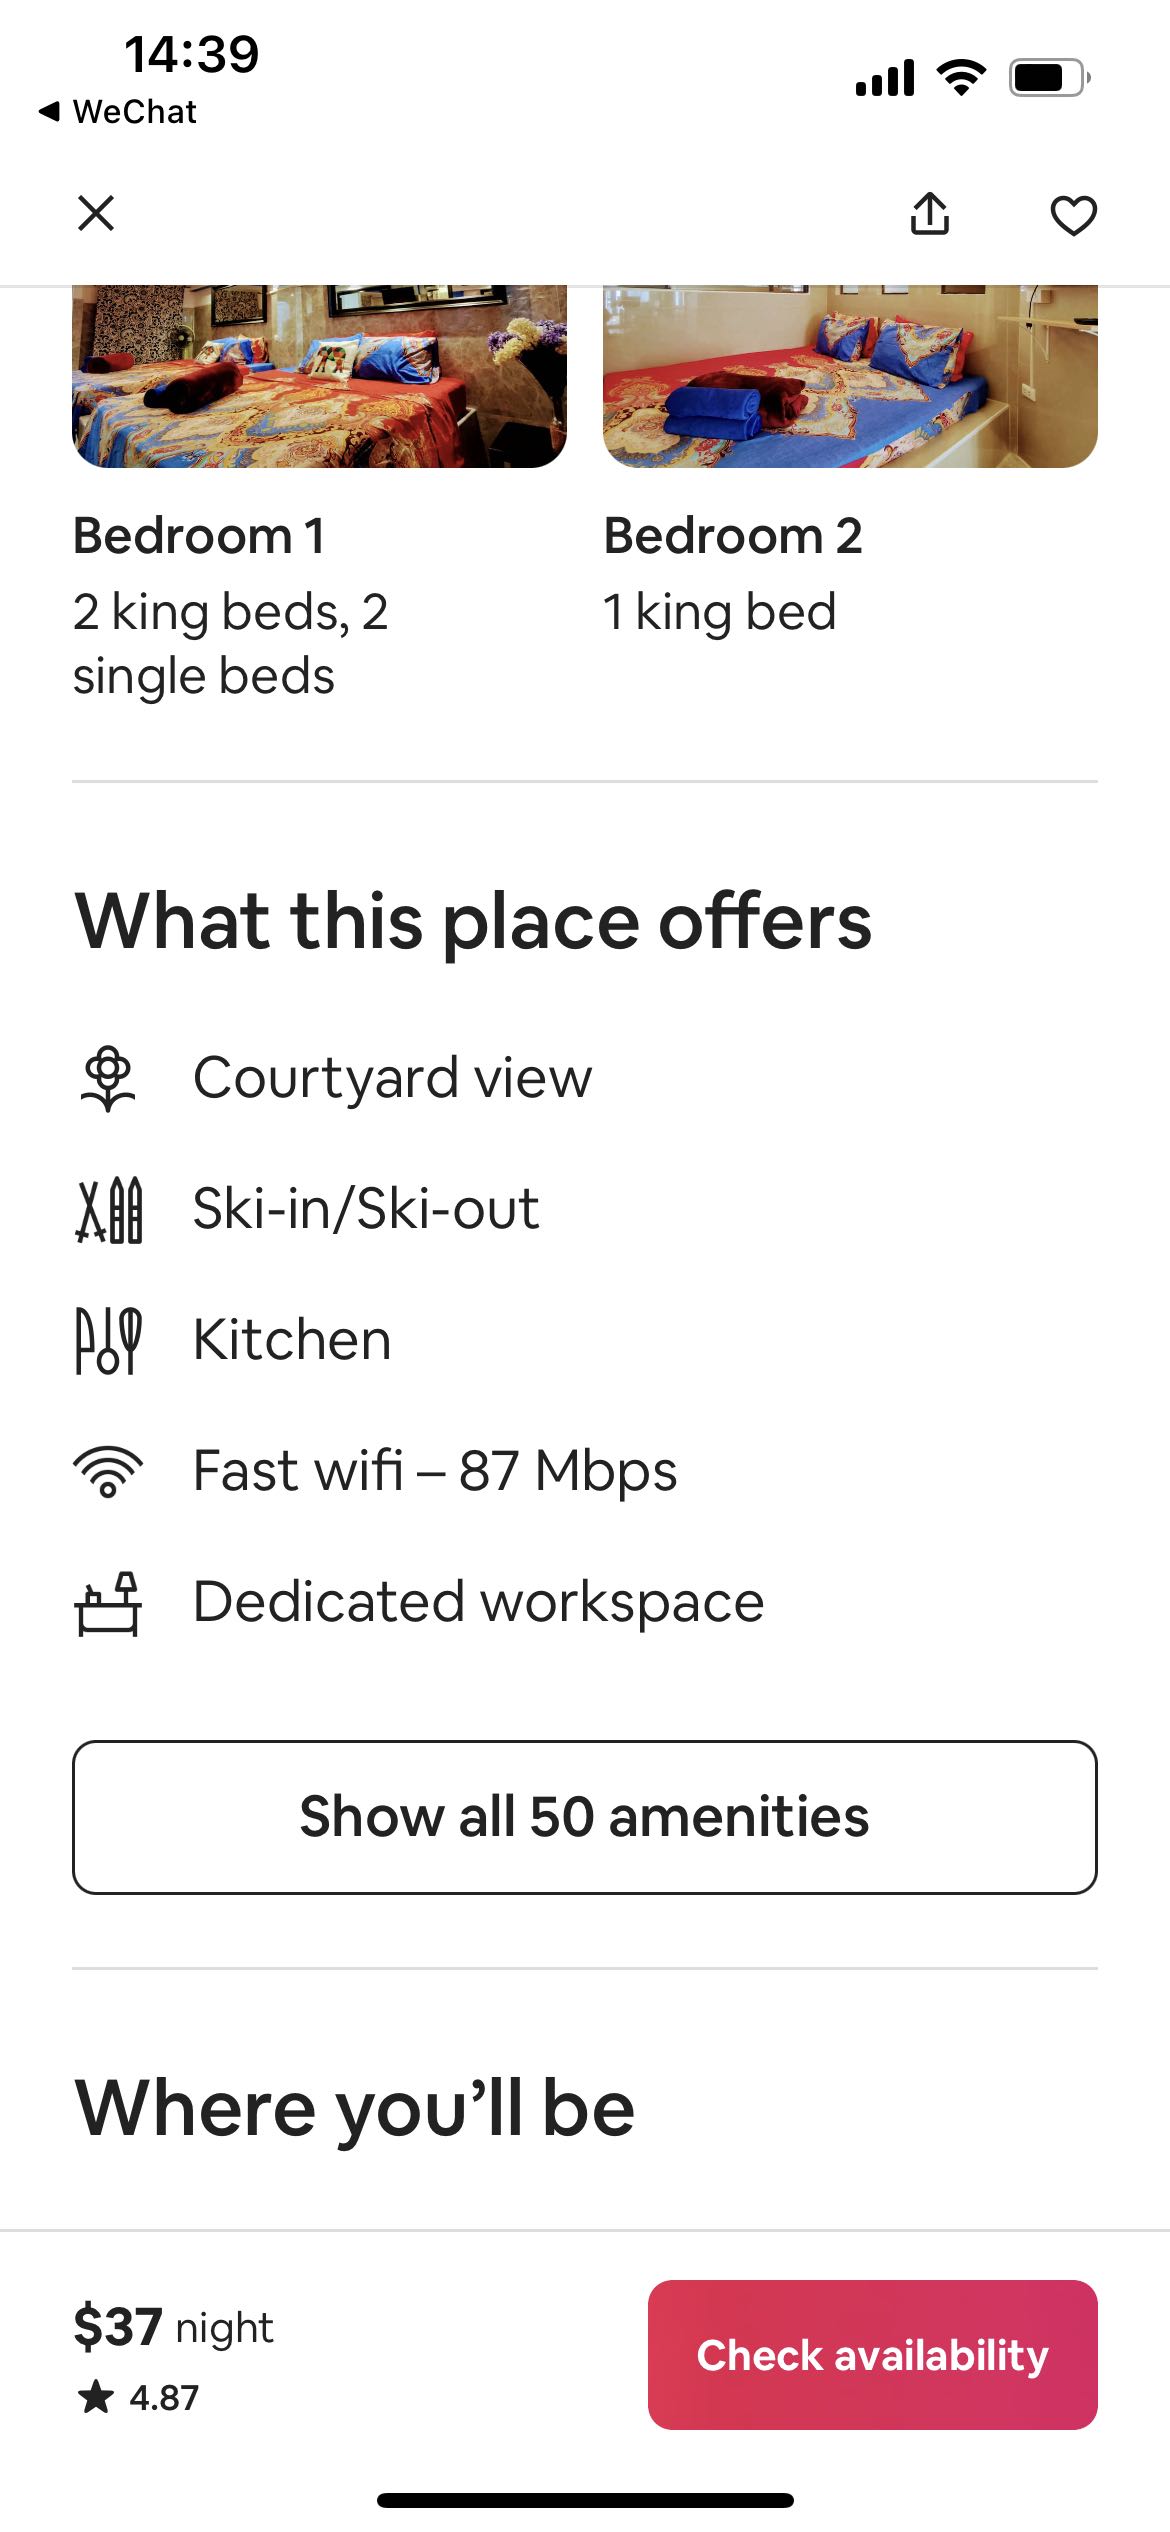 14:39
WeChat
Bedroom 1
2 king beds, 2
single beds
Bedroom 2
1 king bed
What this place offers
Courtyard view
Ski-in/Ski-out
Kitchen
Fast wifi – 87 Mbps
Dedicated workspace
Show all 50 amenities
Where you’ll be
$37 night
4.87
Check availability